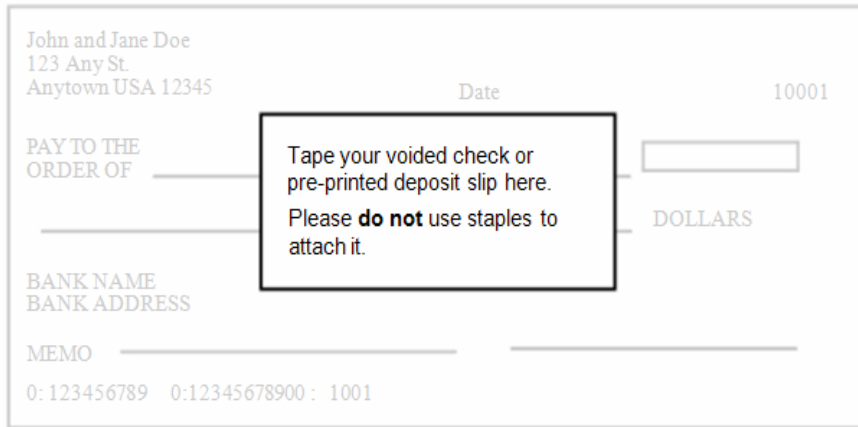 John and Jane Doe
123 Any St.
Anytown USA 12345
Date
10001
PAY TO THE
ORDER OF
Tape your voided check or
pre-printed deposit slip here.
Please do not use staples to
attach it.
DOLLARS
BANK NAME
BANK ADDRESS
MEMO
0: 123456789 0:12345678900 : 1001